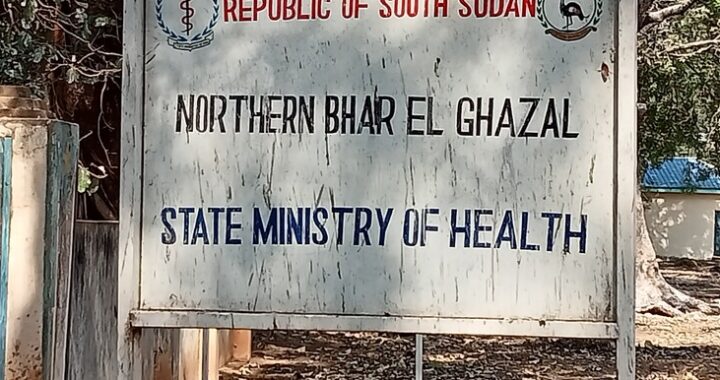 REPUBLIC OF SOUTH SUDAN
NORTHERN BHAR EL GHAZAL
STATE MINISTRY OF HEALTH